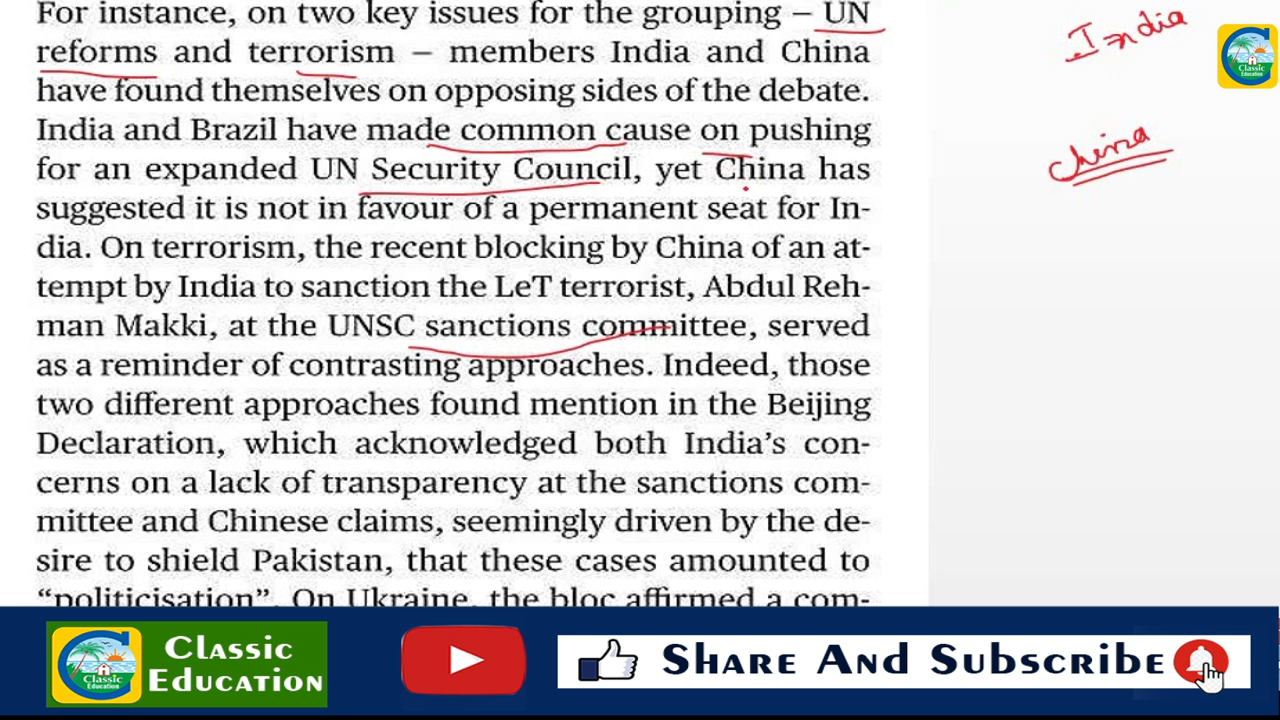 For instance, on two key issues for the grouping – UN
reforms and terrorism – members India and China
have found themselves on opposing sides of the debate.
India and Brazil have made common cause on pushing
for an expanded UN Security Council, yet China has
suggested it is not in favour of a permanent seat for In-
dia. On terrorism, the recent blocking by China of an at-
tempt by India to sanction the LeT terrorist, Abdul Reh-
man Makki, at the UNSC sanctions committee, served
as a reminder of contrasting approaches. Indeed, those
two different approaches found mention in the Beijing
Declaration, which acknowledged both India's con-
cerns on a lack of transparency at the sanctions com-
mittee and Chinese claims, seemingly driven by the de-
sire to shield Pakistan, that these cases amounted to
“politicisation”. On Ukraine, the bloc affirmed a com-
India
China
Classic
Education
Classic
Education
Classic
Education
Share And Subscribe